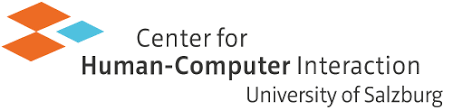 Center for
Human-Computer Interaction
University of Salzburg